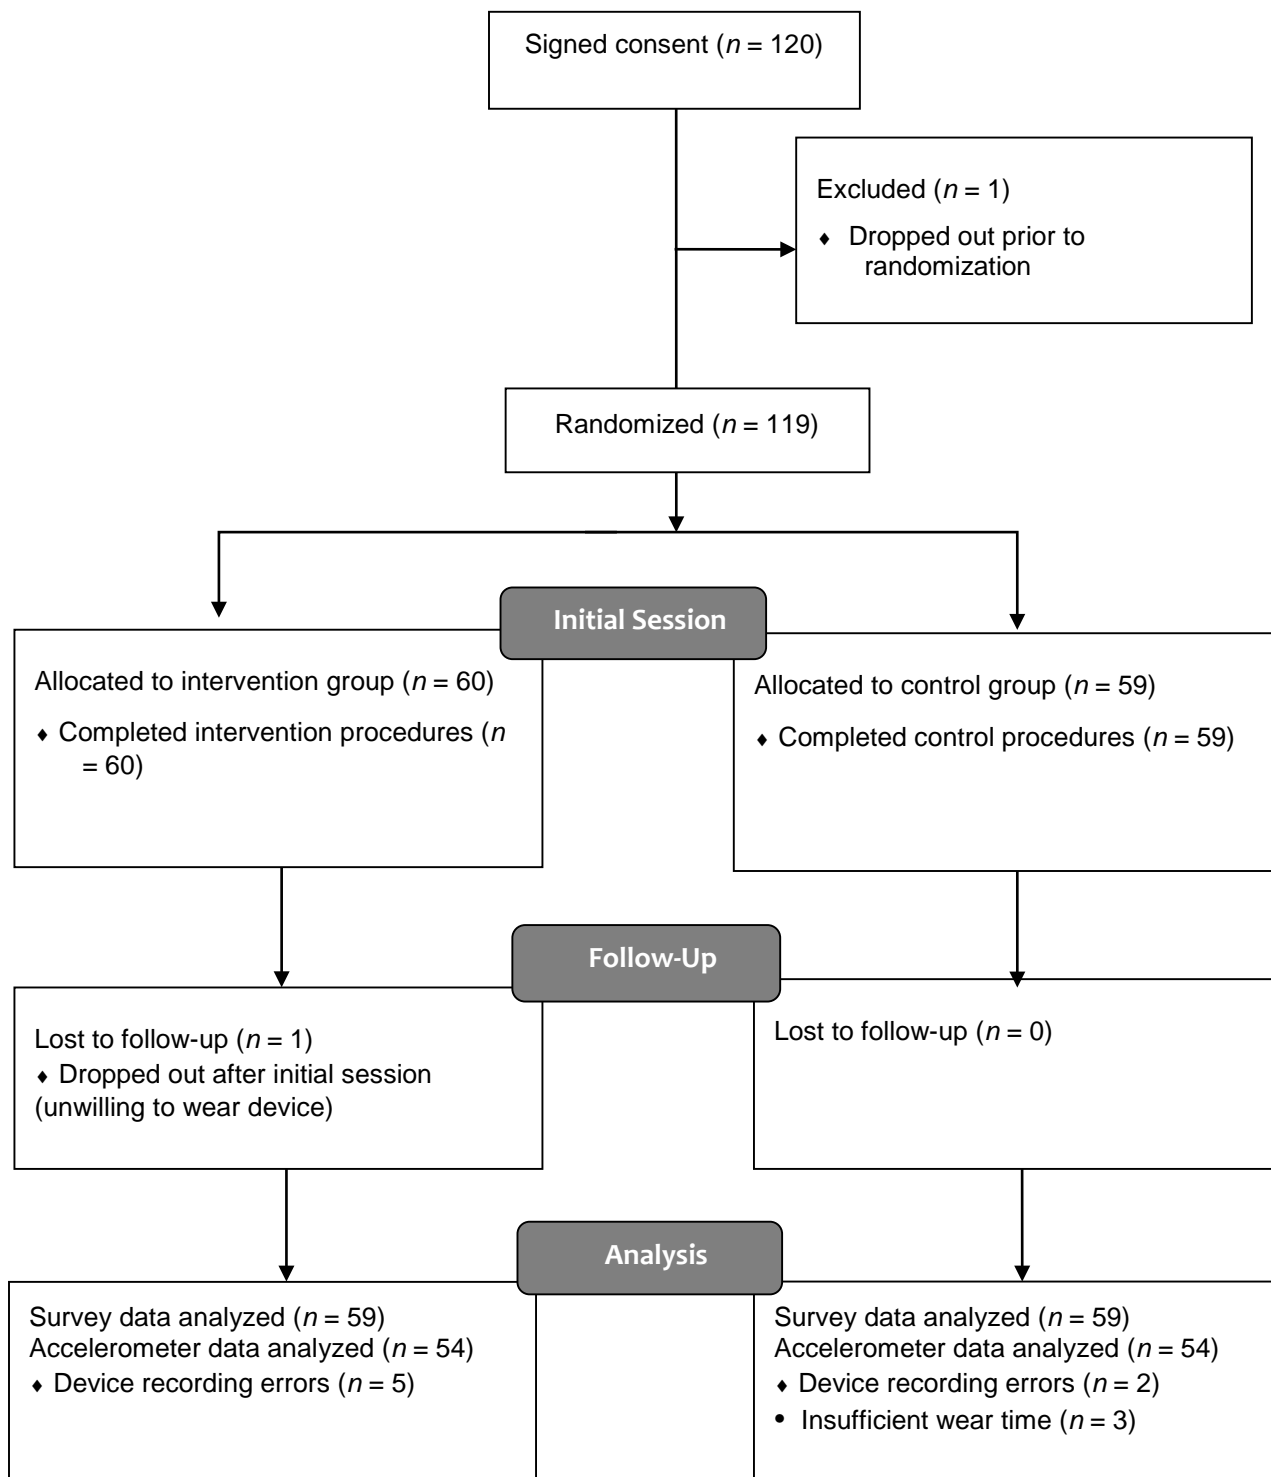 Signed consent (n = 120)
Excluded (n = 1)
♦ Dropped out prior to
randomization
Randomized (n = 119)
Initial Session
Allocated to intervention group (n = 60)
♦ Completed intervention procedures (n
= 60)
Allocated to control group (n = 59)
♦ Completed control procedures (n = 59)
Follow-Up
Lost to follow-up (n = 1)
♦ Dropped out after initial session
(unwilling to wear device)
Lost to follow-up (n = 0)
Analysis
Survey data analyzed (n = 59)
Accelerometer data analyzed (n = 54)
♦ Device recording errors (n = 5)
Survey data analyzed (n = 59)
Accelerometer data analyzed (n = 54)
♦ Device recording errors (n = 2)
• Insufficient wear time (n = 3)